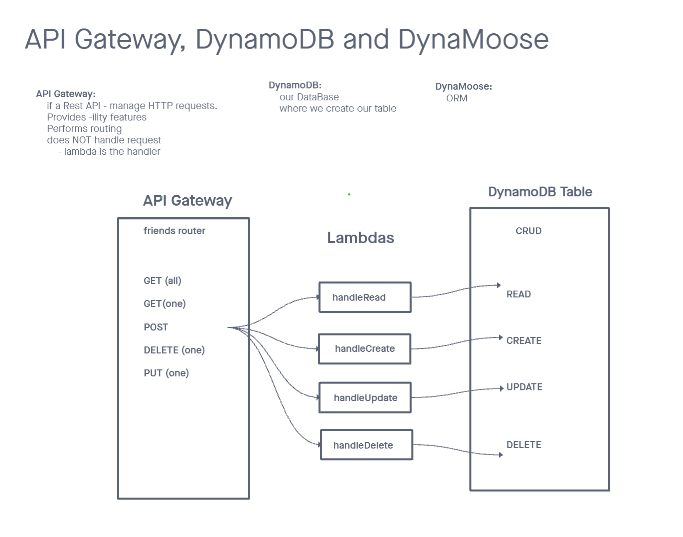 API Gateway, DynamoDB and DynaMoose
API Gateway:
if a Rest API - manage HTTP requests.
Provides -ility features
Performs routing
does NOT handle request
- lambda is the handler
DynamoDB:
our DataBase
where we create our table
DynaMoose:
ORM
API Gateway
friends router
GET (all)
GET(one)
POST
DELETE (one)
PUT (one)
Lambdas
handleRead
handleCreate
handleUpdate
handleDelete
DynamoDB Table
CRUD
READ
CREATE
UPDATE
DELETE